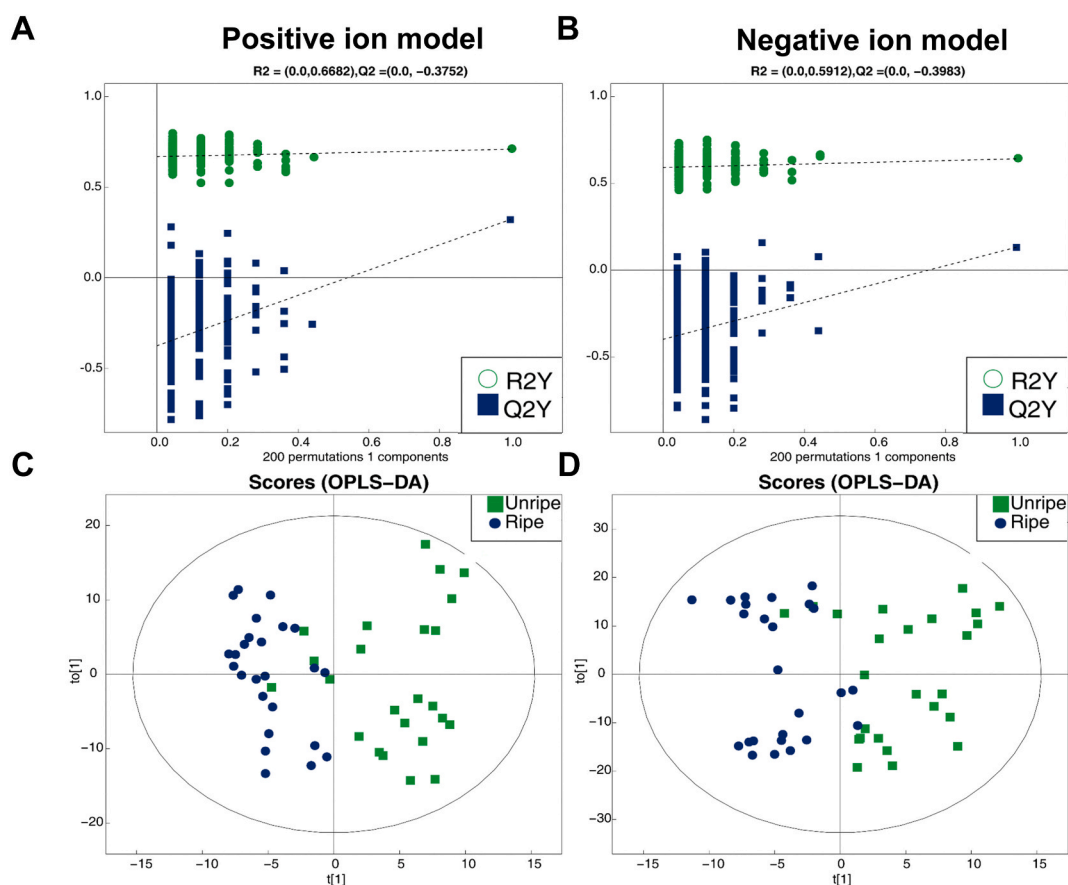 A
Positive ion model
R2 = (0.0,0.6682),Q2 =(0.0, −0.3752)
1.0
0.5
0.0
−0.5
R2Y
Q2Y
0.0
0.2
0.4
0.6
0.8
1.0
200 permutations 1 components
B
Negative ion model
R2 = (0.0,0.5912),Q2 =(0.0, −0.3983)
1.0
0.5
0.0
−0.5
R2Y
Q2Y
0.0
0.2
0.4
0.6
0.8
1.0
200 permutations 1 components
C
Scores (OPLS−DA)
Unripe
Ripe
to[1]
20
10
0
−10
−20
−15
−10
−5
0
5
10
15
t[1]
D
Scores (OPLS−DA)
Unripe
Ripe
to[1]
30
20
10
0
−10
−20
−30
−15
−10
−5
0
5
10
15
t[1]